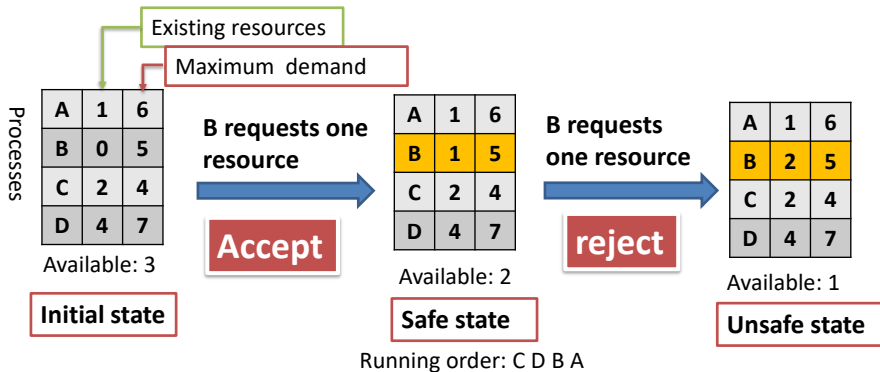 Existing resources
Maximum demand
Processes
A 1 6
B 0 5
C 2 4
D 4 7
Available: 3
Initial state
B requests one
resource
Accept
A 1 6
B 1 5
C 2 4
D 4 7
Available: 2
Safe state
Running order: C D B A
B requests
one resource
reject
A 1 6
B 2 5
C 2 4
D 4 7
Available: 1
Unsafe state